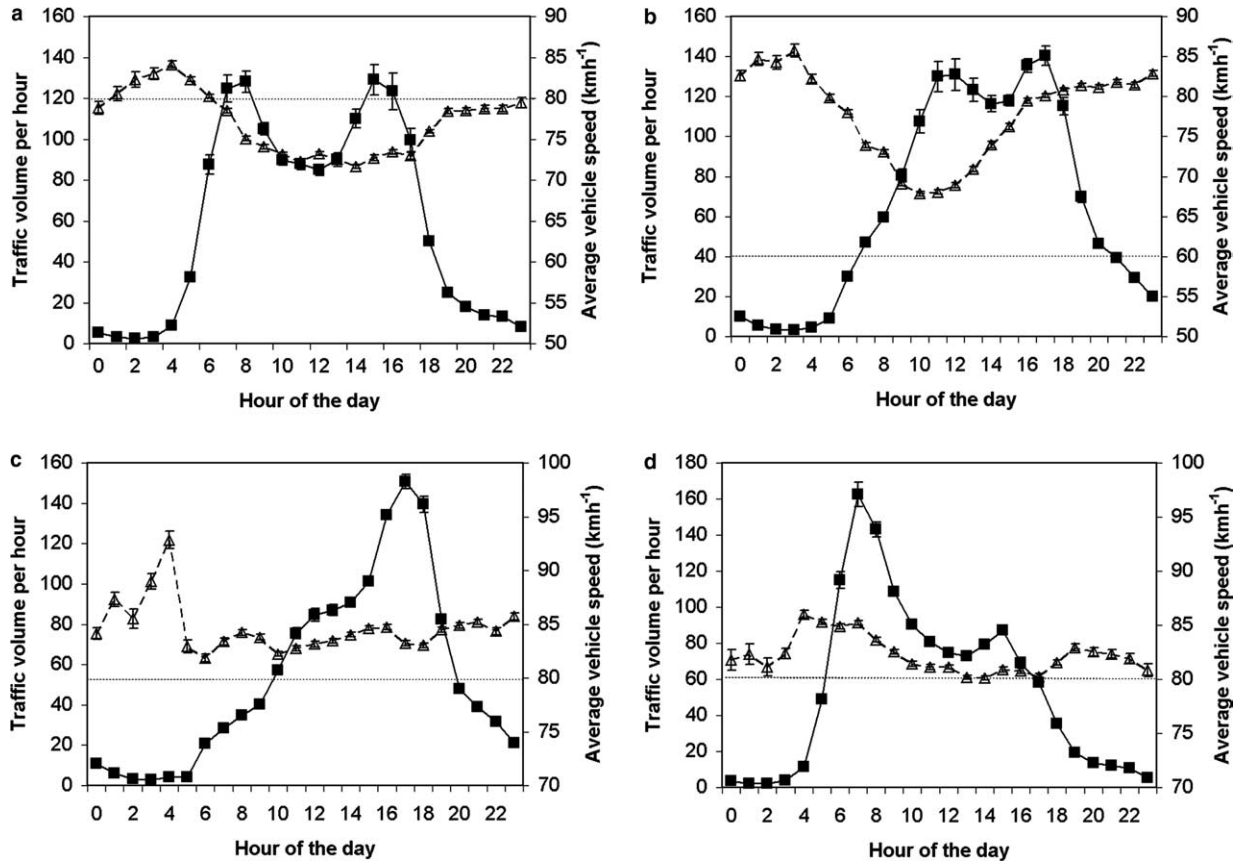 a
160 140 120 100 80 60 40 20 0
Traffic volume per hour
90 85 80 75 70 65 60 55 50
Average vehicle speed (kmh⁻¹)
0 2 4 6 8 10 12 14 16 18 20 22
Hour of the day
b
160 140 120 100 80 60 40 20 0
Traffic volume per hour
90 85 80 75 70 65 60 55 50
Average vehicle speed (kmh⁻¹)
0 2 4 6 8 10 12 14 16 18 20 22
Hour of the day
c
160 140 120 100 80 60 40 20 0
Traffic volume per hour
100 95 90 85 80 75 70
Average vehicle speed (kmh⁻¹)
0 2 4 6 8 10 12 14 16 18 20 22
Hour of the day
d
180 160 140 120 100 80 60 40 20 0
Traffic volume per hour
100 95 90 85 80 75 70
Average vehicle speed (kmh⁻¹)
0 2 4 6 8 10 12 14 16 18 20 22
Hour of the day